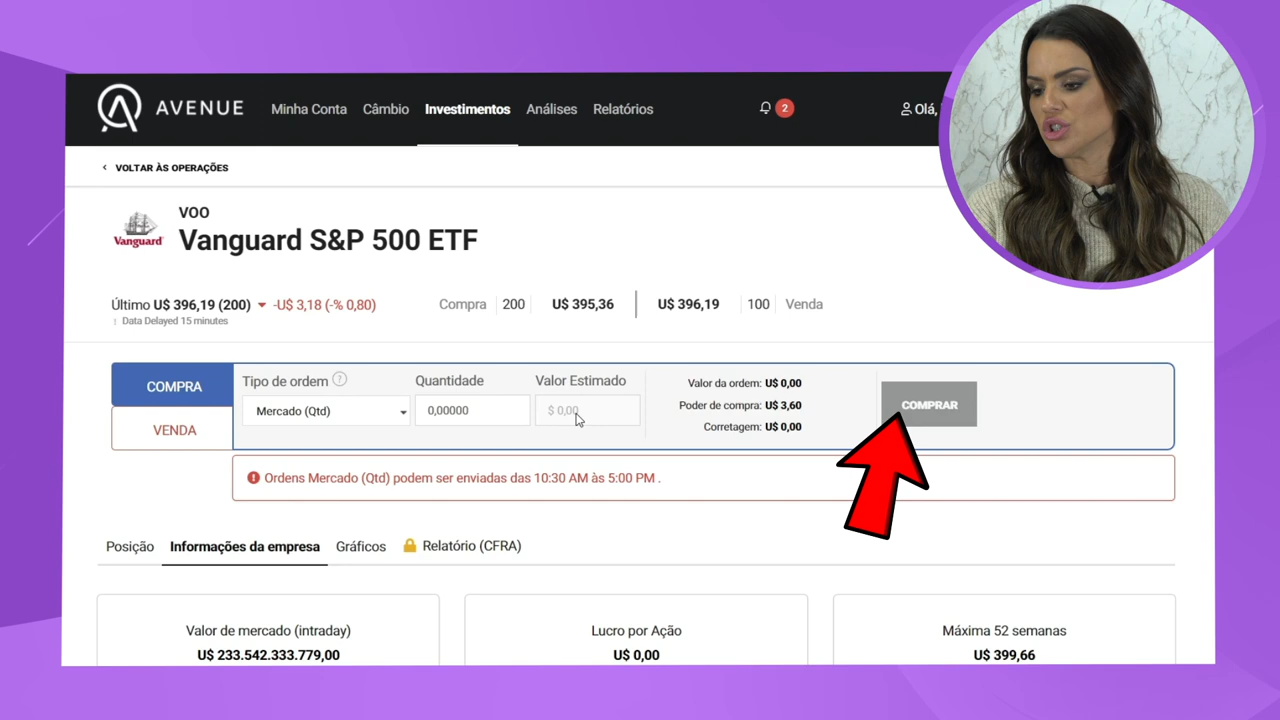 AVENUE
Minha Conta
Câmbio
Investimentos
Análises
Relatórios
2
Olá,
VOLTAR ÀS OPERAÇÕES
Vanguard
VOO
Vanguard S&P 500 ETF
Último U$ 396,19 (200) -U$ 3,18 (-% 0,80)
Data Delayed 15 minutes
Compra 200 U$ 395,36 U$ 396,19 100 Venda
COMPRA
VENDA
Tipo de ordem ?
Mercado (Qtd)
Quantidade
0,00000
Valor Estimado
$ 0,00
Valor da ordem: U$ 0,00
Poder de compra: U$ 3,60
Corretagem: U$ 0,00
COMPRAR
Ordens Mercado (Qtd) podem ser enviadas das 10:30 AM às 5:00 PM .
Posição
Informações da empresa
Gráficos
Relatório (CFRA)
Valor de mercado (intraday)
U$ 233.542.333.779,00
Lucro por Ação
U$ 0,00
Máxima 52 semanas
U$ 399,66